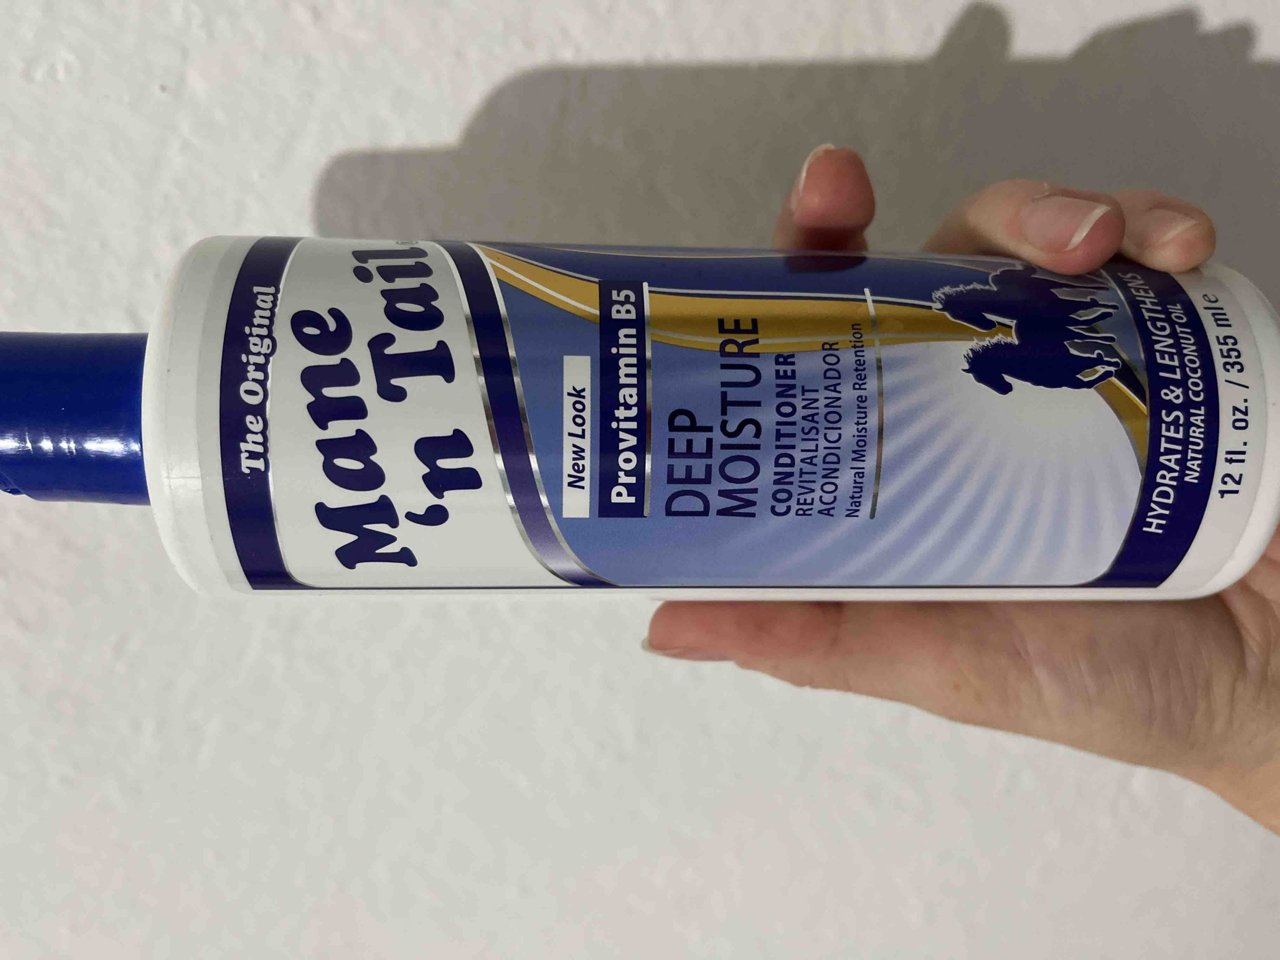 The Original
Mane
'n Tail
New Look
Provitamin B5
DEEP
MOISTURE
CONDITIONER
REVITALISANT
ACONDICIONADOR
Natural Moisture Retention
HYDRATES & LENGTHENS
NATURAL COCONUT OIL
12 fl. oz. / 355 mle